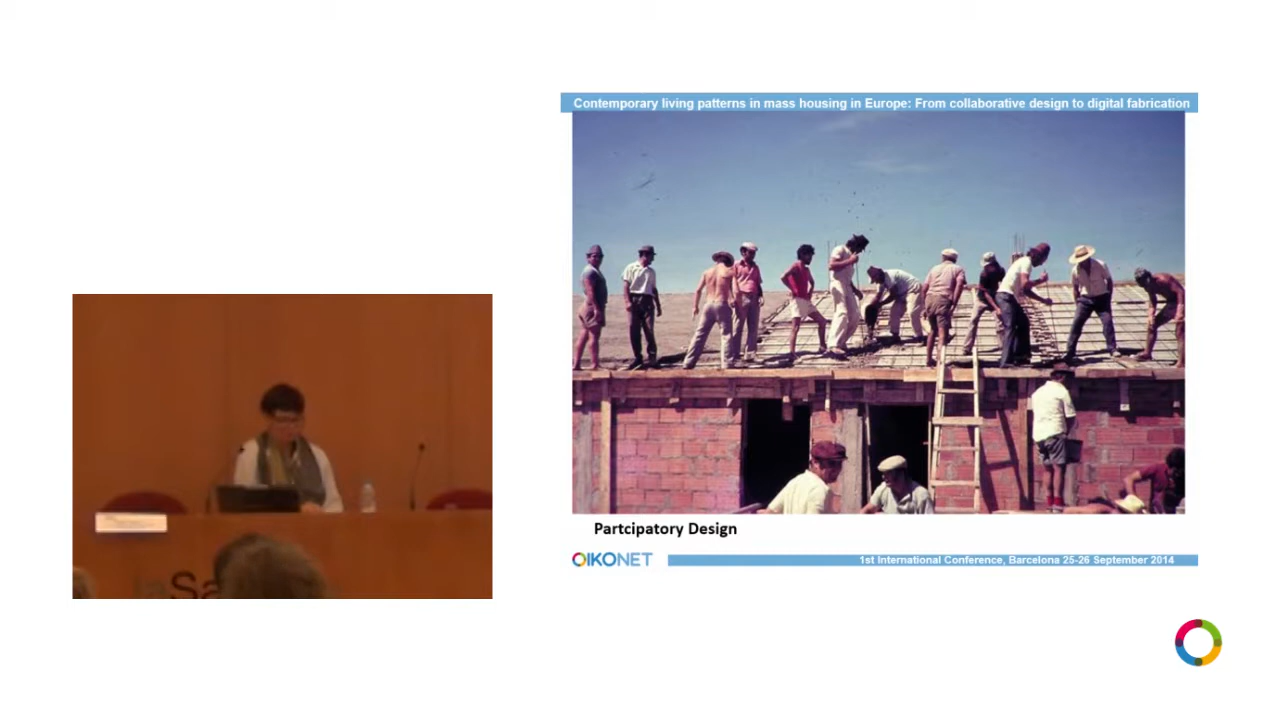 Contemporary living patterns in mass housing in Europe: From collaborative design to digital fabrication
Partcipatory Design
OIKONET
1st International Conference, Barcelona 25-26 September 2014
laSa